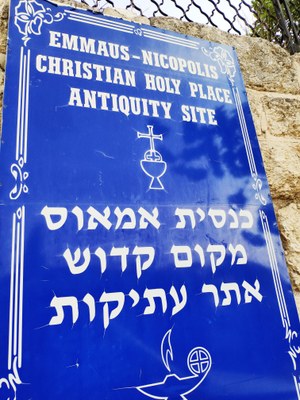 EMMAUS-NICOPOLIS
CHRISTIAN HOLY PLACE
ANTIQUITY SITE
כנסית אמאוס
מקום קדוש
אתר עתיקות